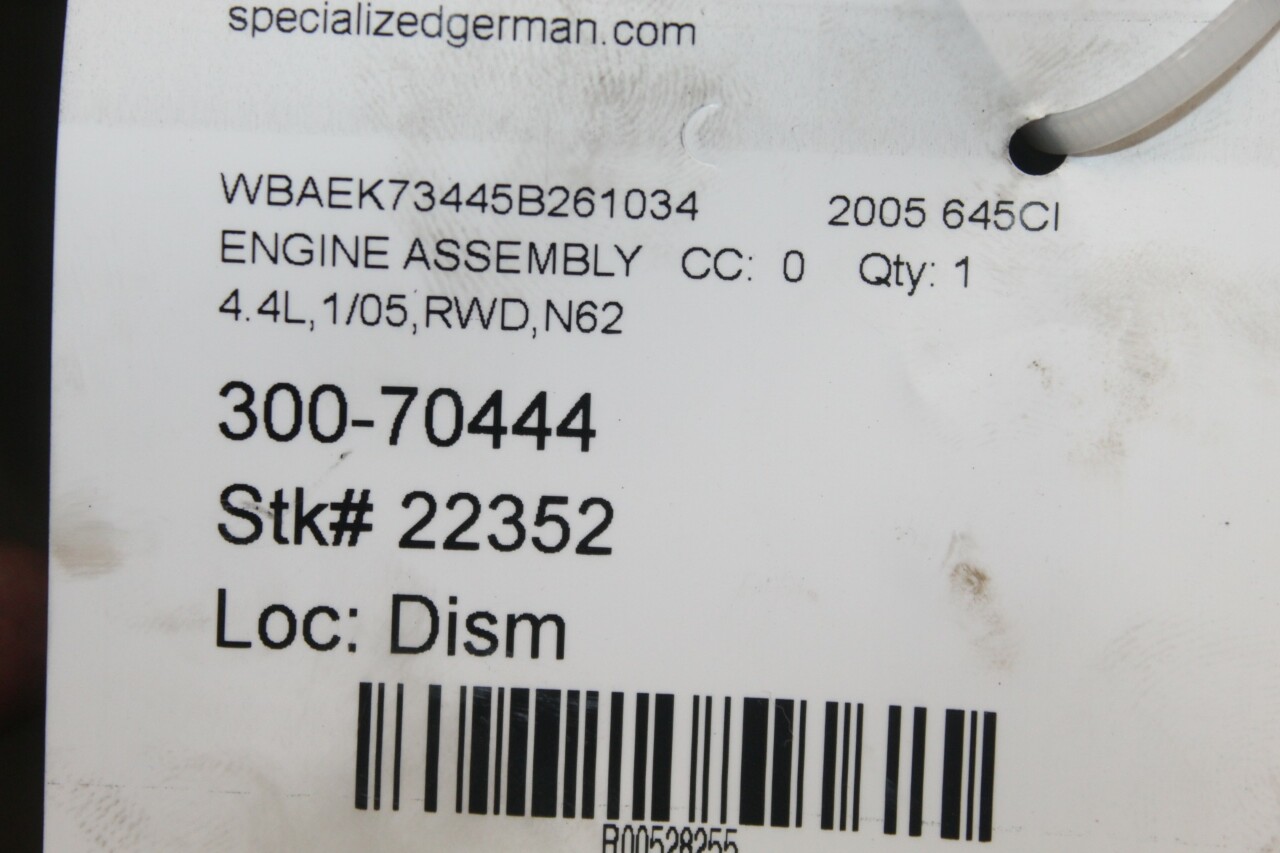 specializedgerman.com
WBAEK73445B261034 2005 645CI
ENGINE ASSEMBLY CC: 0 Qty: 1
4.4L,1/05,RWD,N62
300-70444
Stk# 22352
Loc: Dism
R00528255